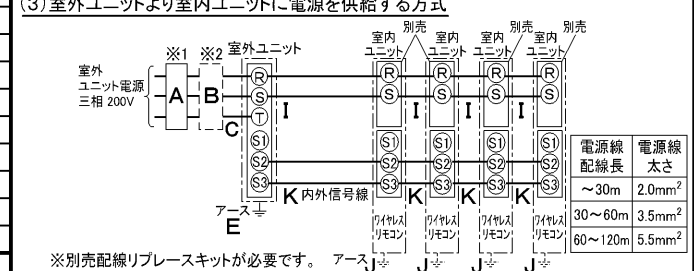 (3)室外ユニットより室内ユニットに電源を供給する方式
別売 別売 別売
※1 ※2 室外ユニット 室内ユニット 室内ユニット 室内ユニット 室内ユニット
室外
ユニット電源
三相 200V
A B C
R R R R R
S I S I S I S I S
T
S1 S1 S1 S1 S1
S2 S2 S2 S2 S2
S3 K 内外信号線 S3 K S3 K S3 K S3
アース
E
ワイヤレスリモコン ワイヤレスリモコン ワイヤレスリモコン ワイヤレスリモコン
※別売配線リプレースキットが必要です。 アース J J J J
電源線配線長 電源線太さ
～30m 2.0mm²
30～60m 3.5mm²
60～120m 5.5mm²